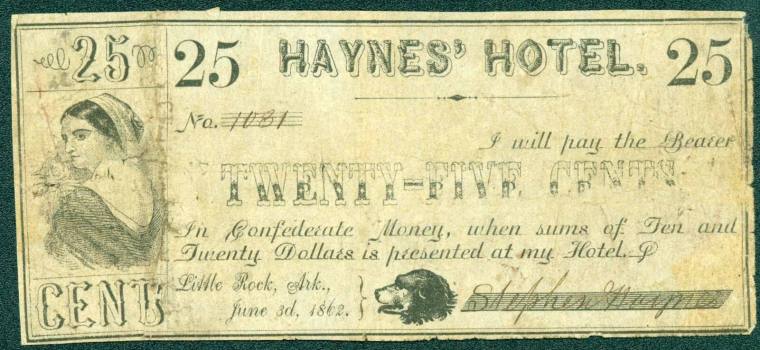 25
25 HAYNES' HOTEL. 25
No. 1031
I will pay the Bearer
TWENTY-FIVE CENTS
In Confederate Money, when sums of Ten and
Twenty Dollars is presented at my Hotel.
Little Rock, Ark.,
June 3d, 1862.
Stephen Haynes
CENTS